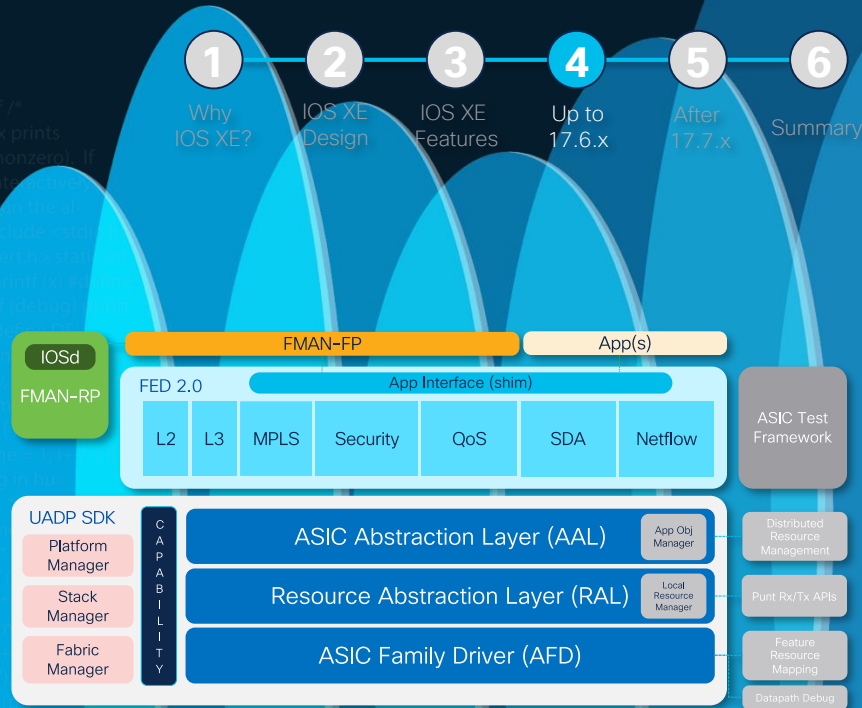 1
2
3
4
5
6
Why
IOS XE?
IOS XE
Design
IOS XE
Features
Up to
17.6.x
After
17.7.x
Summary
f /*
x prints
nonzero). If
IOSd
FMAN-RP
FMAN-FP
App(s)
FED 2.0
App Interface (shim)
L2
L3
MPLS
Security
QoS
SDA
Netflow
ASIC Test
Framework
UADP SDK
Platform
Manager
Stack
Manager
Fabric
Manager
C
A
P
A
B
I
L
I
T
Y
ASIC Abstraction Layer (AAL)
App Obj
Manager
Resource Abstraction Layer (RAL)
Local
Resource
Manager
ASIC Family Driver (AFD)
Distributed
Resource
Management
Punt Rx/Tx APIs
Feature
Resource
Mapping
Datapath Debug